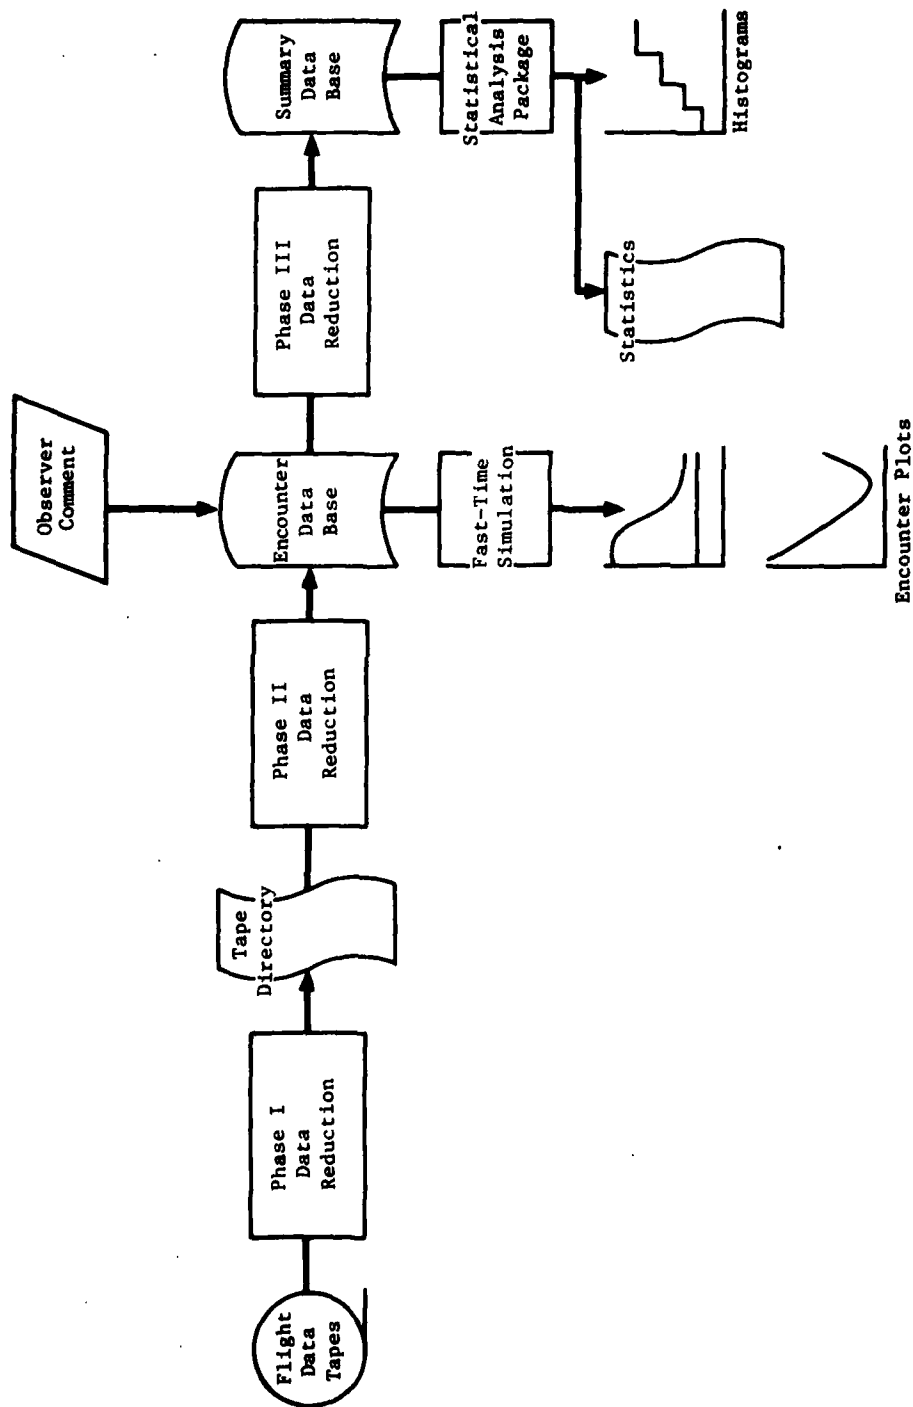 Observer
Comment
Flight
Data
Tapes
Phase I
Data
Reduction
Tape
Directory
Phase II
Data
Reduction
Encounter
Data
Base
Phase III
Data
Reduction
Summary
Data
Base
Fast-Time
Simulation
Statistical
Analysis
Package
Encounter Plots
Statistics
Histograms